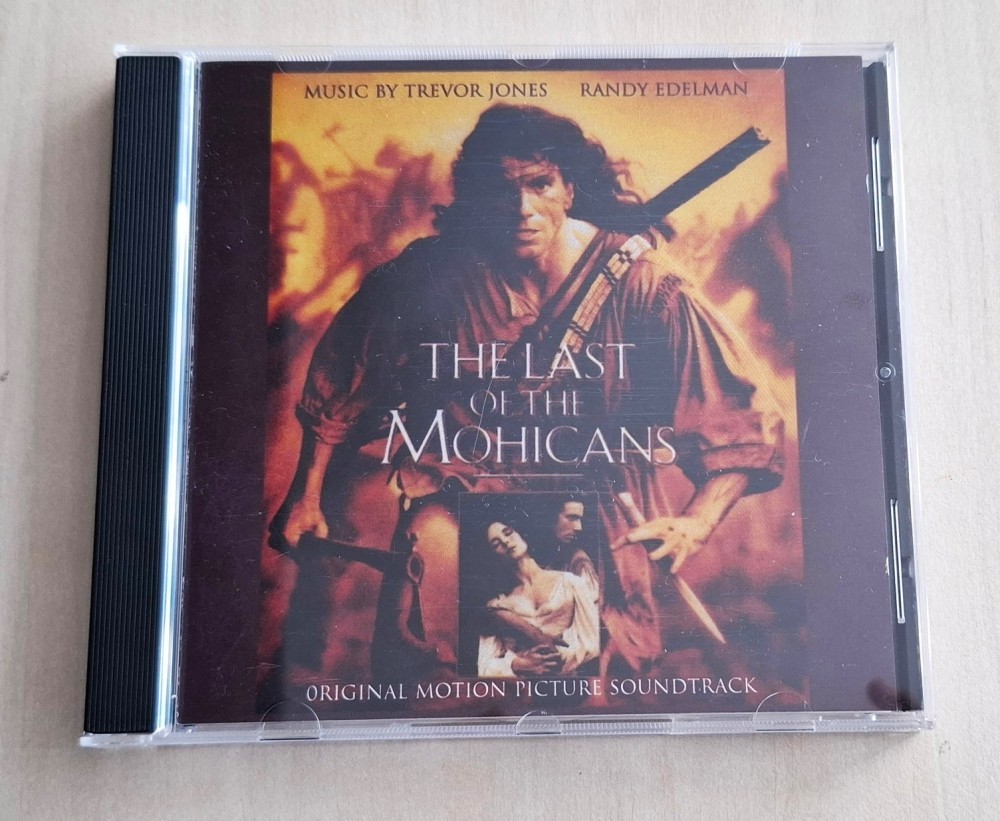 MUSIC BY TREVOR JONES RANDY EDELMAN
THE LAST
OF THE
MOHICANS
ORIGINAL MOTION PICTURE SOUNDTRACK